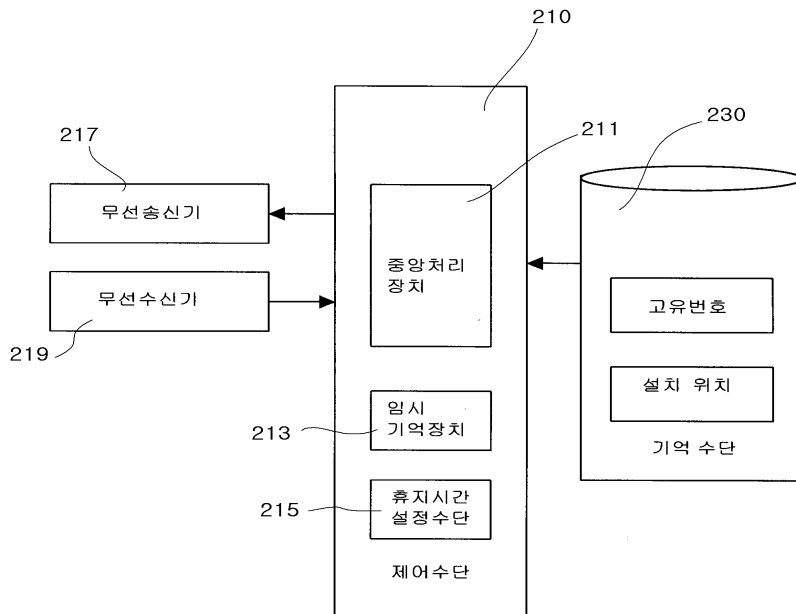 210
217
211
230
무선송신기
중앙처리
장치
무선수신가
고유번호
219
설치 위치
임시
기억장치
213
기억 수단
휴지시간
설정수단
215
제어수단